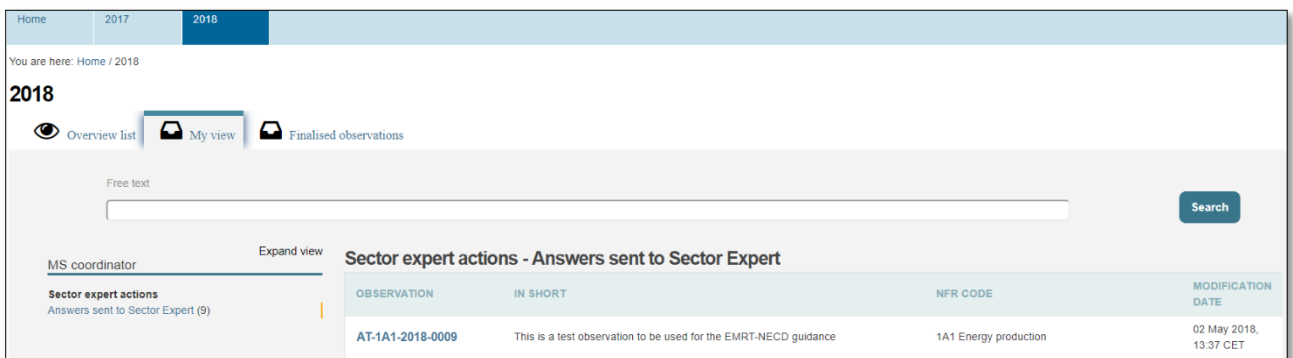 Home 2017 2018
You are here: Home / 2018
2018
Overview list My view Finalised observations
Free text
Search
Expand view
MS coordinator
Sector expert actions
Answers sent to Sector Expert (9)
Sector expert actions - Answers sent to Sector Expert
OBSERVATION IN SHORT NFR CODE MODIFICATION
DATE
AT-1A1-2018-0009 This is a test observation to be used for the EMRT-NECD guidance 1A1 Energy production 02 May 2018,
13:37 CET